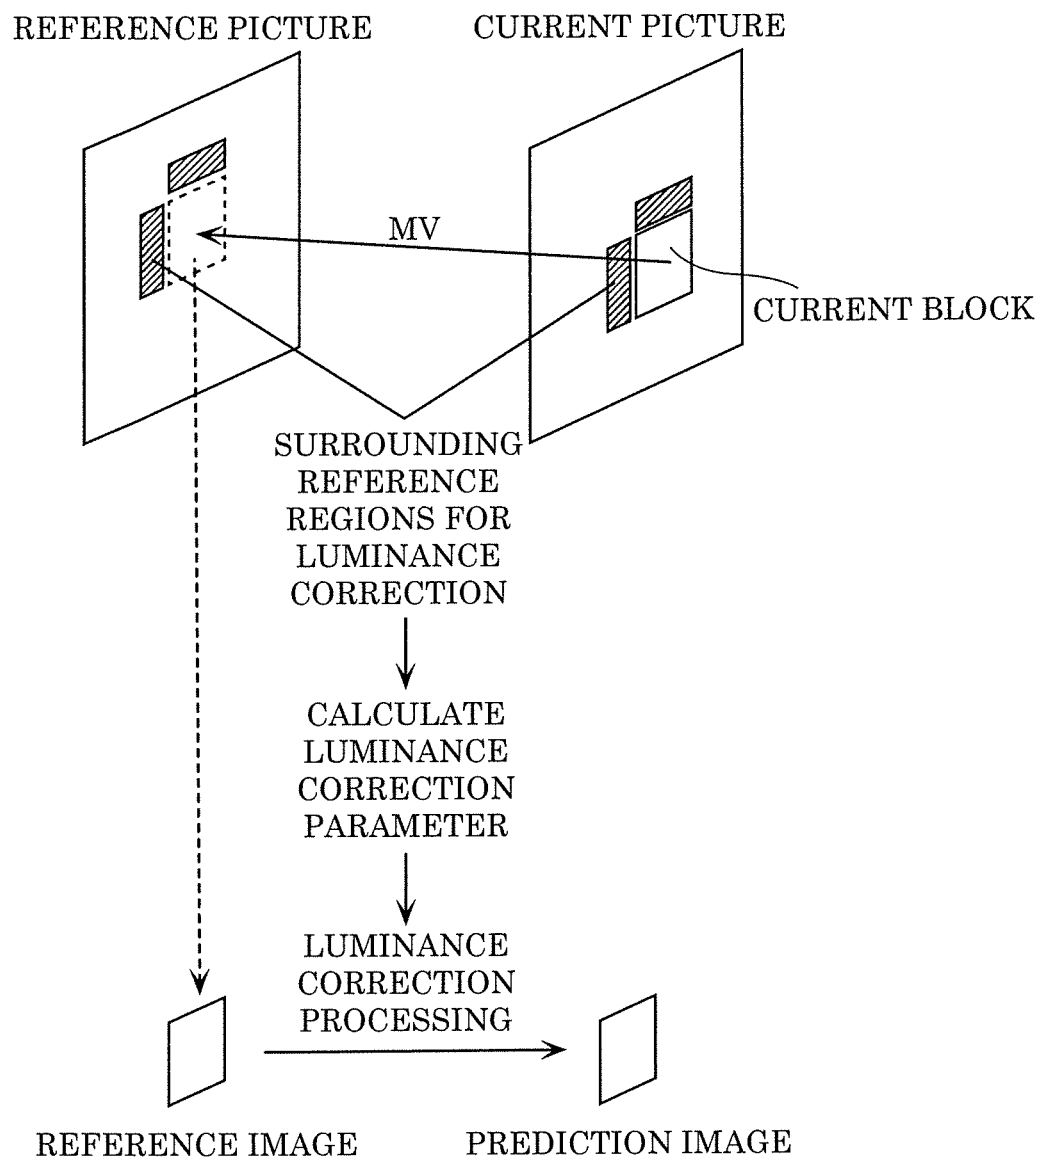 REFERENCE PICTURE
CURRENT PICTURE
MV
CURRENT BLOCK
SURROUNDING
REFERENCE
REGIONS FOR
LUMINANCE
CORRECTION
CALCULATE
LUMINANCE
CORRECTION
PARAMETER
LUMINANCE
CORRECTION
PROCESSING
REFERENCE IMAGE
PREDICTION IMAGE